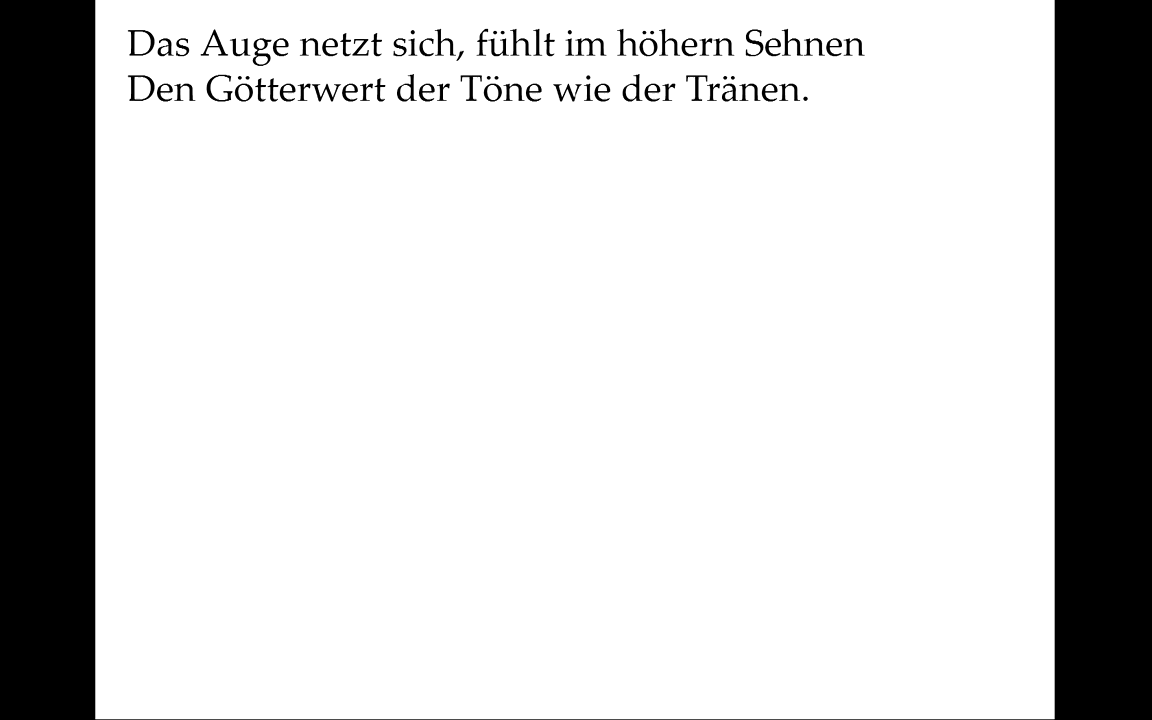 Das Auge netzt sich, fühlt im höhern Sehnen
Den Götterwert der Töne wie der Tränen.